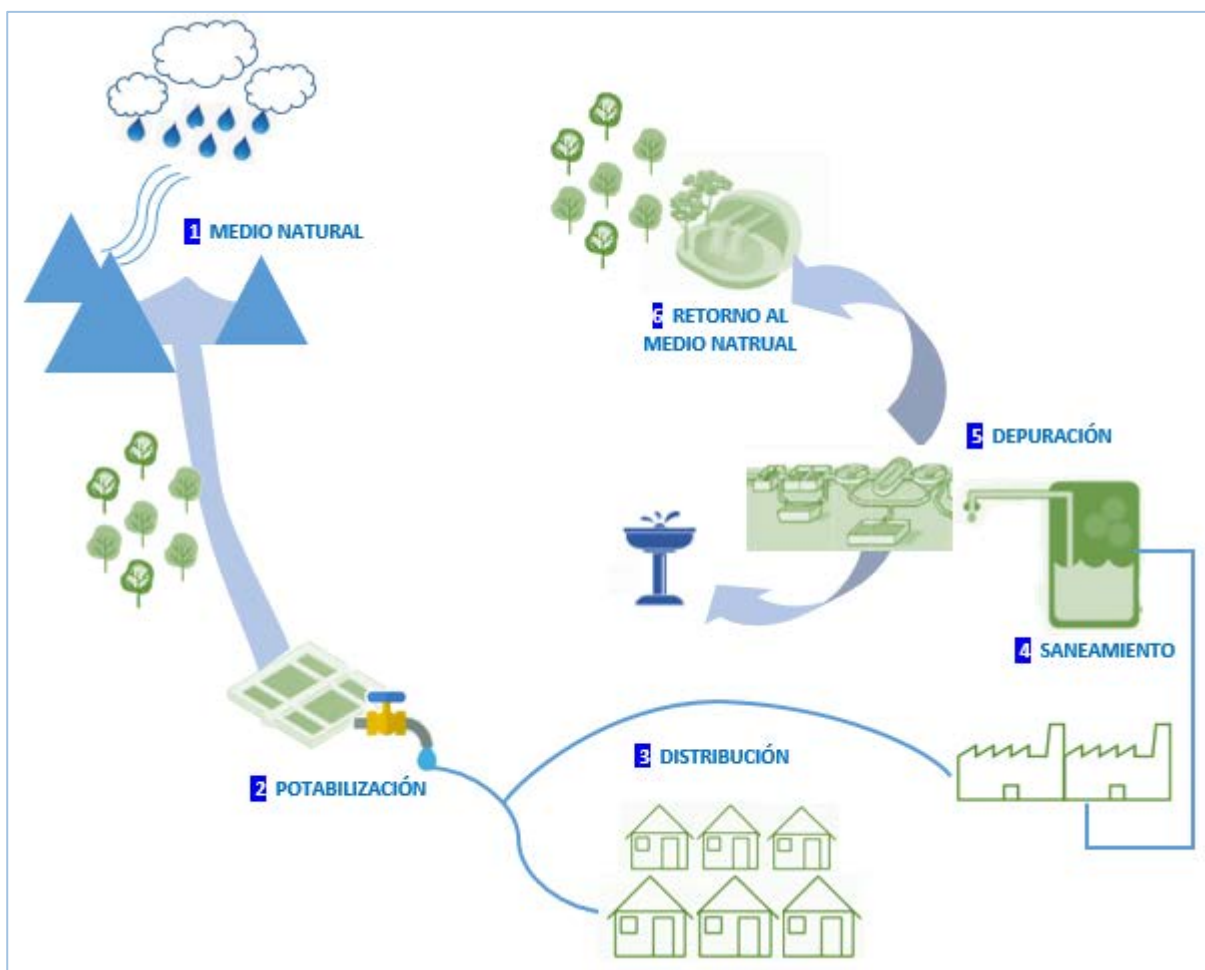 1 MEDIO NATURAL
2 POTABILIZACIÓN
3 DISTRIBUCIÓN
4 SANEAMIENTO
5 DEPURACIÓN
6 RETORNO AL
MEDIO NATRUAL